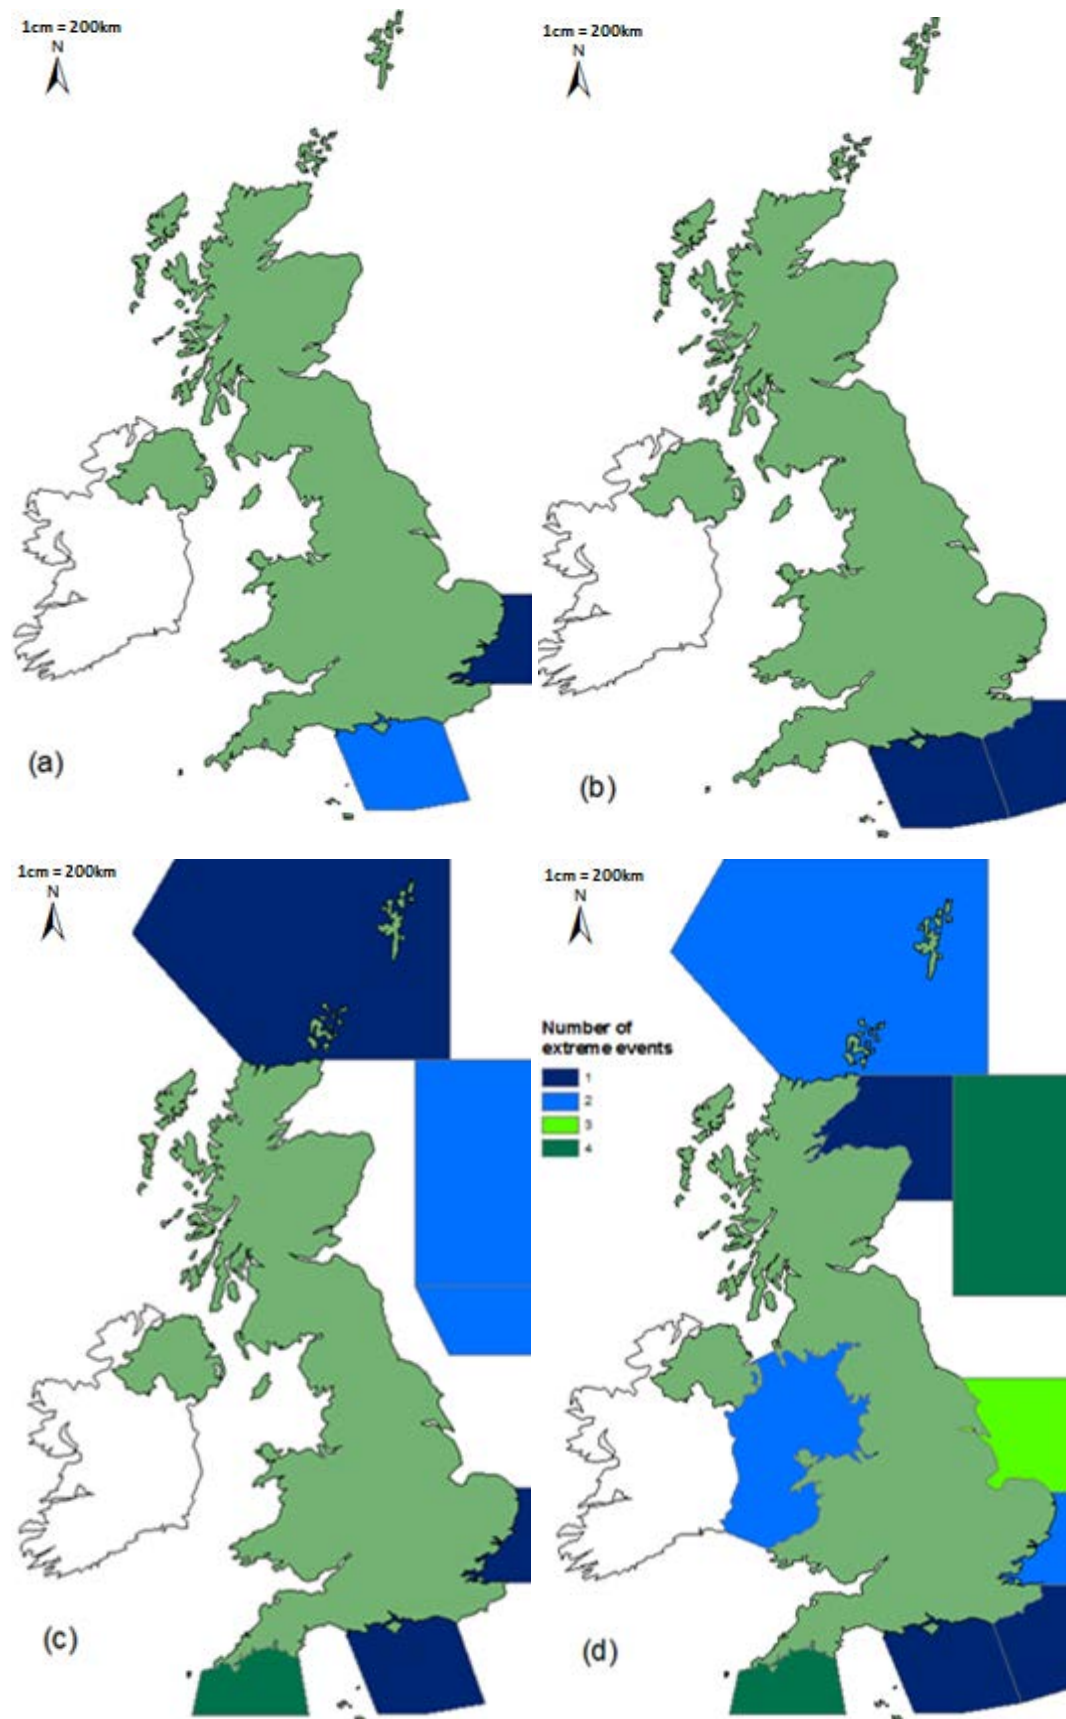 1cm = 200km
N
(a)
1cm = 200km
N
(b)
1cm = 200km
N
(c)
1cm = 200km
N
Number of
extreme events
1
2
3
4
(d)